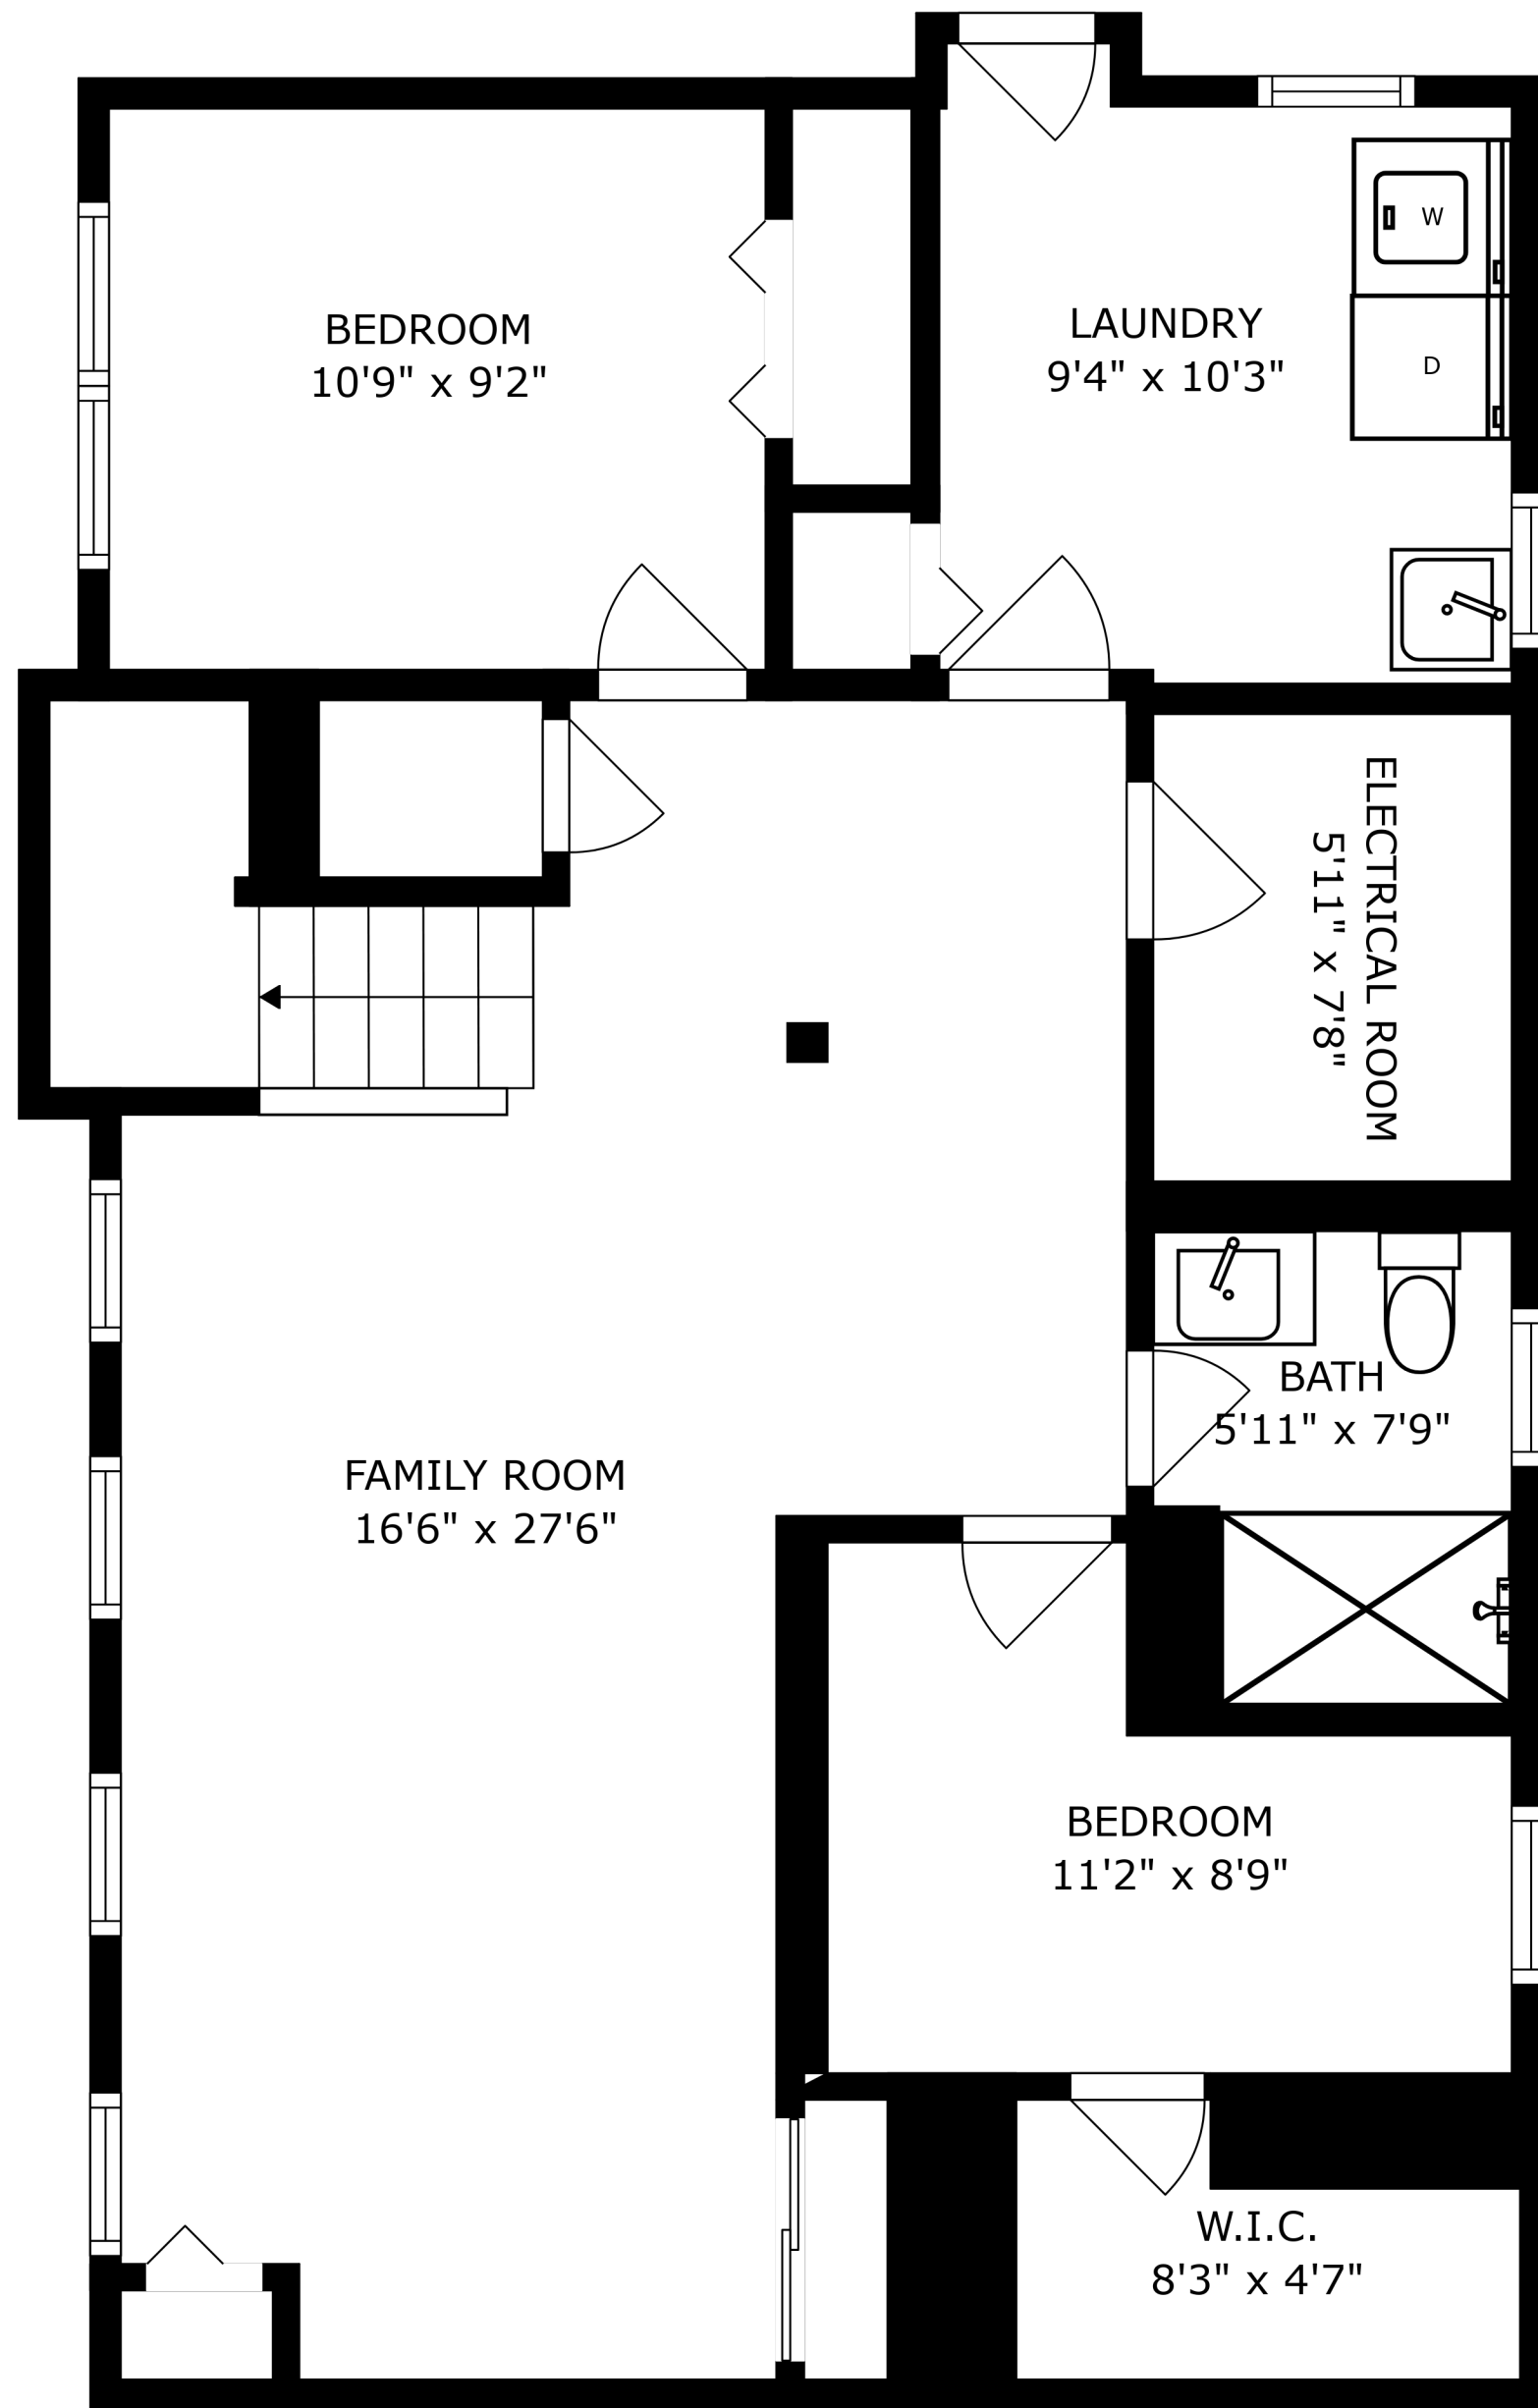 BEDROOM
10'9" x 9'2"
LAUNDRY
9'4" x 10'3"
W
D
ELECTRICAL ROOM
5'11" x 7'8"
BATH
5'11" x 7'9"
FAMILY ROOM
16'6" x 27'6"
BEDROOM
11'2" x 8'9"
W.I.C.
8'3" x 4'7"